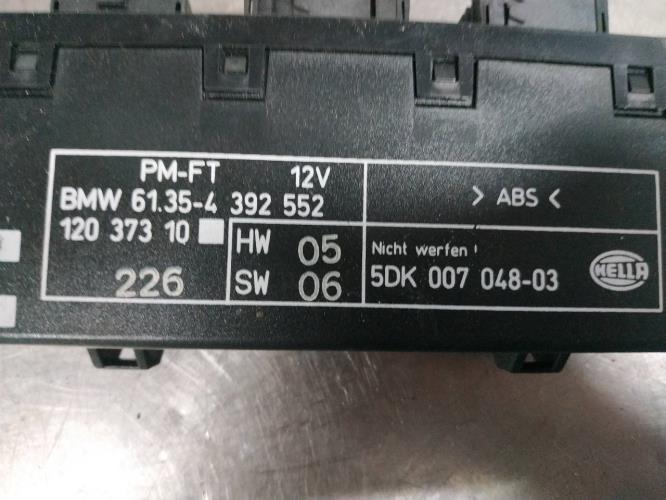 PM-FT 12V
BMW 61.35-4 392 552
120 373 10
226
HW 05
SW 06
> ABS <
Nicht werfen !
5DK 007 048-03
HELLA